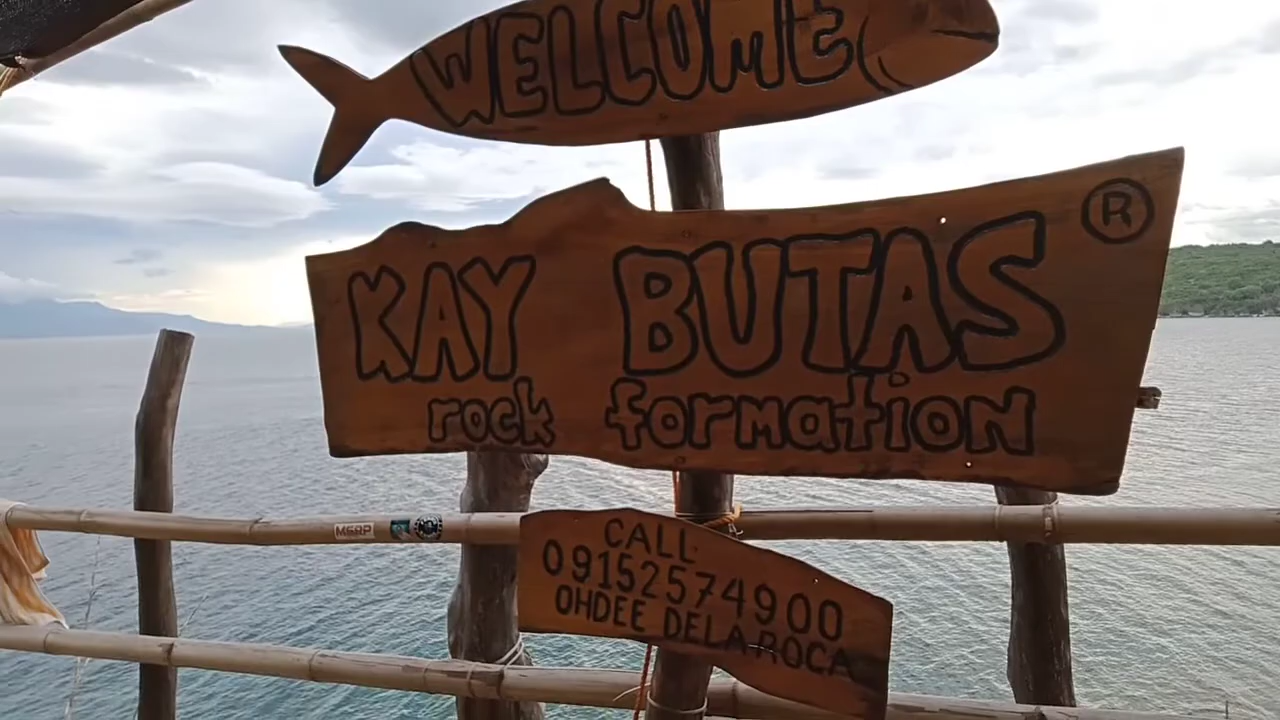 WELCOME
KAY BUTAS ®
rock formation
CALL
09152574900
OHDEE DELA ROCA